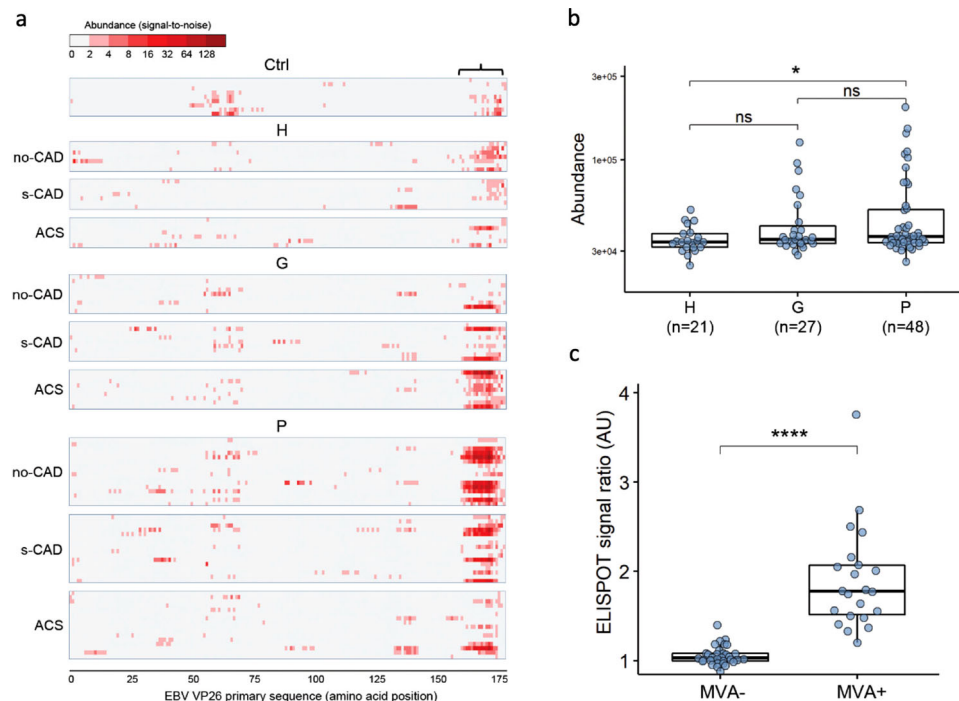 a
Abundance (signal-to-noise)
0 2 4 8 16 32 64 128
Ctrl
H
no-CAD
s-CAD
ACS
G
no-CAD
s-CAD
ACS
P
no-CAD
s-CAD
ACS
0 25 50 75 100 125 150 175
EBV VP26 primary sequence (amino acid position)
b
Abundance
3e+05
1e+05
3e+04
*
ns
ns
H G P
(n=21) (n=27) (n=48)
c
ELISPOT signal ratio (AU)
4
3
2
1
****
MVA- MVA+